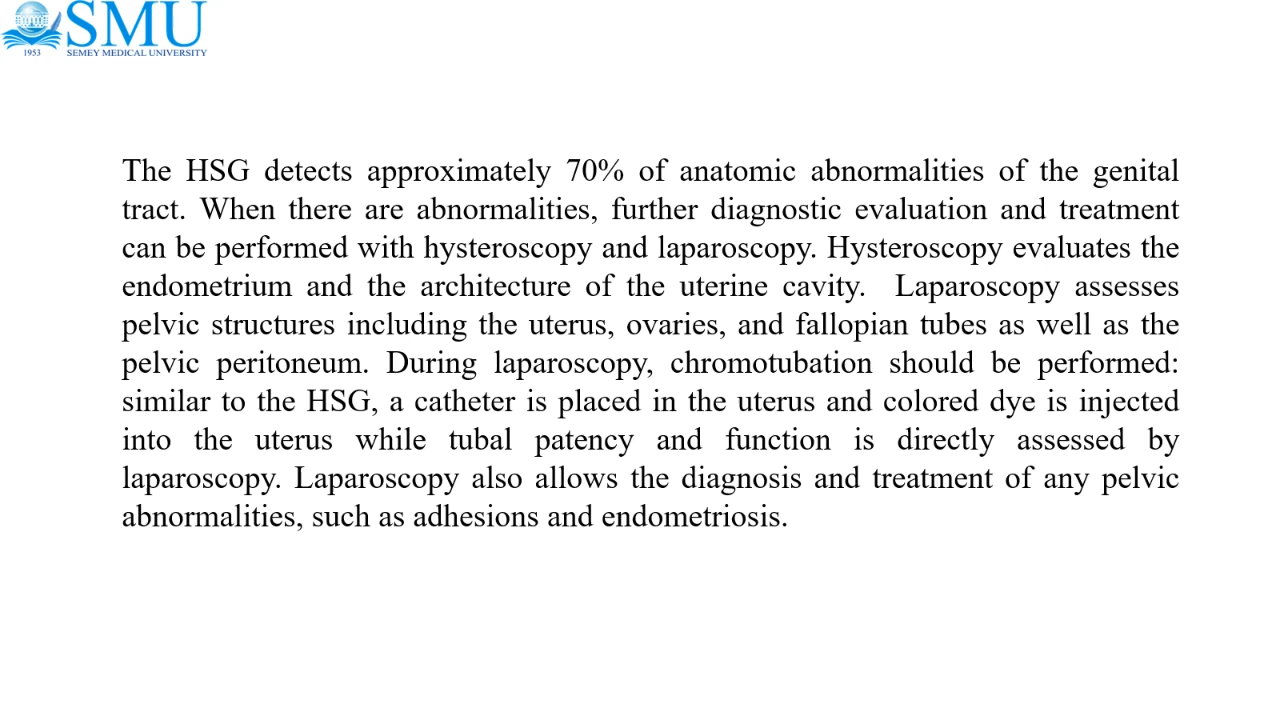 SMU
1953 SEMEY MEDICAL UNIVERSITY
The HSG detects approximately 70% of anatomic abnormalities of the genital
tract. When there are abnormalities, further diagnostic evaluation and treatment
can be performed with hysteroscopy and laparoscopy. Hysteroscopy evaluates the
endometrium and the architecture of the uterine cavity.  Laparoscopy assesses
pelvic structures including the uterus, ovaries, and fallopian tubes as well as the
pelvic peritoneum. During laparoscopy, chromotubation should be performed:
similar to the HSG, a catheter is placed in the uterus and colored dye is injected
into the uterus while tubal patency and function is directly assessed by
laparoscopy. Laparoscopy also allows the diagnosis and treatment of any pelvic
abnormalities, such as adhesions and endometriosis.